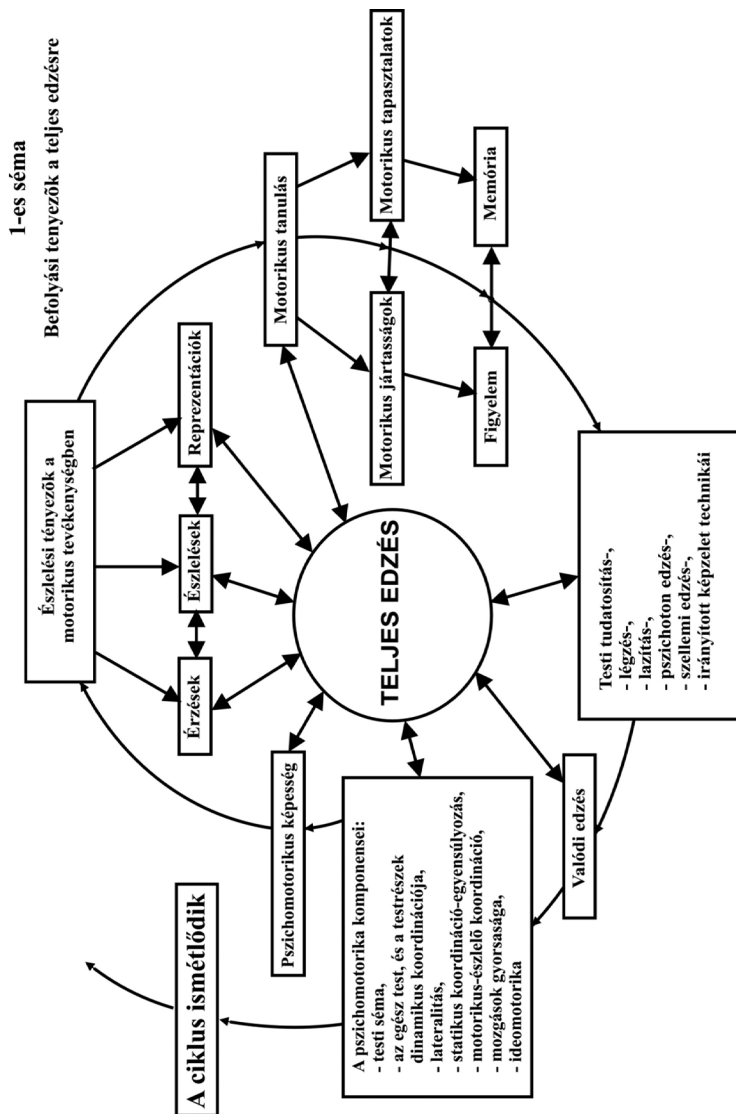 1-es séma
Befolyási tenyezõk a teljes edzésre
Észlelési tényezõk a
motorikus tevékenységben
Érzések
Észlelések
Reprezentációk
Motorikus tanulás
Motorikus jártasságok
Motorikus tapasztalatok
Figyelem
Memória
TELJES EDZÉS
Pszichomotorikus képesség
A ciklus ismétlődik
A pszichomotorika komponensei:
- testi séma,
- az egész test, és a testrészek
dinamikus koordinációja,
- lateralitás,
- statikus koordináció-egyensúlyozás,
- motorikus-észlelõ koordináció,
- mozgások gyorsasága,
- ideomotorika
Valódi edzés
Testi tudatosítás-,
- légzés-,
- lazítás-,
- pszichoton edzés-,
- szellemi edzés-,
- irányított képzelet technikái